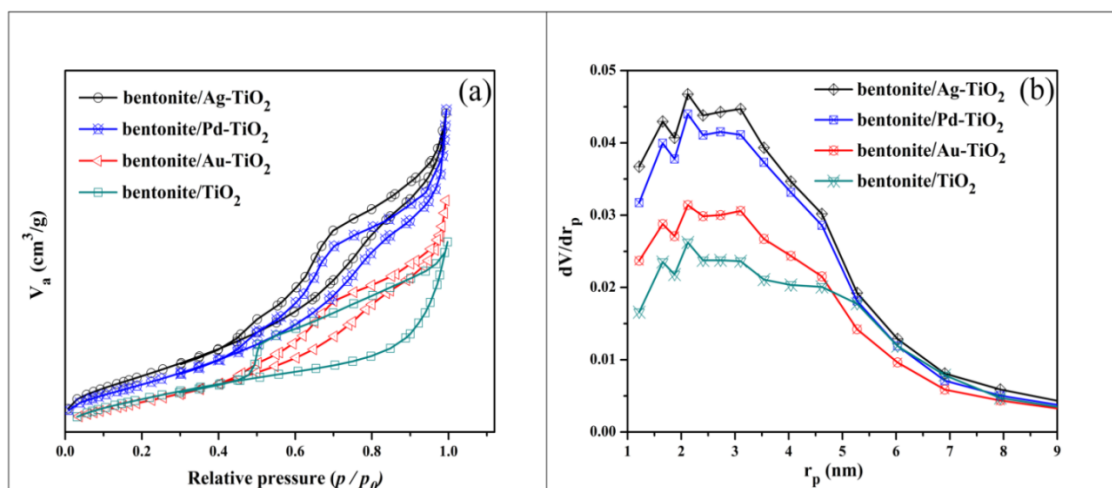 (a)
bentonite/Ag-TiO₂
bentonite/Pd-TiO₂
bentonite/Au-TiO₂
bentonite/TiO₂
Vₐ (cm³/g)
0.0 0.2 0.4 0.6 0.8 1.0
Relative pressure (p/p₀)
(b)
bentonite/Ag-TiO₂
bentonite/Pd-TiO₂
bentonite/Au-TiO₂
bentonite/TiO₂
dV/drₚ
0.05
0.04
0.03
0.02
0.01
0.00
1 2 3 4 5 6 7 8 9
rₚ (nm)